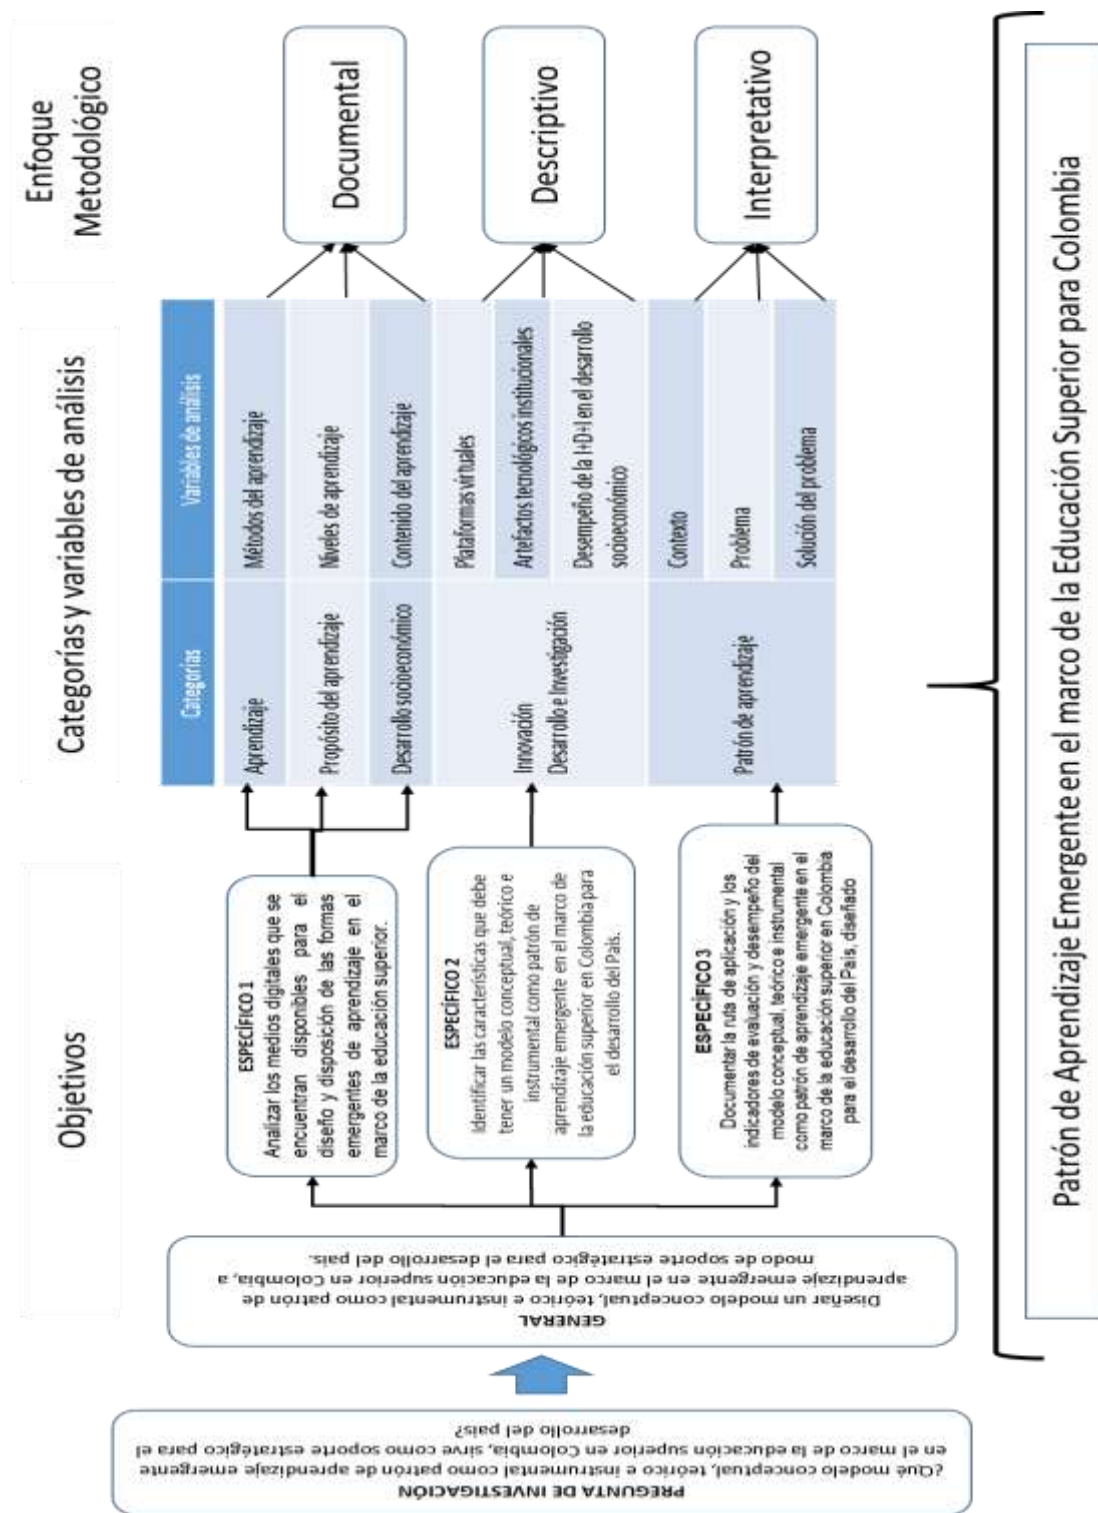 PREGUNTA DE INVESTIGACIÓN
¿Qué modelo conceptual, teórico e instrumental como patrón de aprendizaje emergente
en el marco de la educación superior en Colombia, sirve como soporte estratégico para el
desarrollo del país?
Objetivos
GENERAL
Diseñar un modelo conceptual, teórico e instrumental como patrón de
aprendizaje emergente en el marco de la educación superior en Colombia, a
modo de soporte estratégico para el desarrollo del país.
ESPECÍFICO 1
Analizar los medios digitales que se
encuentran disponibles para el
diseño y disposición de las formas
emergentes de aprendizaje en el
marco de la educación superior.
ESPECÍFICO 2
Identificar las características que debe
tener un modelo conceptual, teórico e
instrumental como patrón de
aprendizaje emergente en el marco de
la educación superior en Colombia para
el desarrollo del País.
ESPECÍFICO 3
Documentar la ruta de aplicación y los
indicadores de evaluación y desempeño del
modelo conceptual, teórico e instrumental
como patrón de aprendizaje emergente en el
marco de la educación superior en Colombia
para el desarrollo del País, diseñado
Categorías y variables de análisis
Categorías
Variables de análisis
Aprendizaje
Métodos del aprendizaje
Propósito del aprendizaje
Niveles de aprendizaje
Desarrollo socioeconómico
Contenido del aprendizaje
Innovación
Desarrollo e Investigación
Plataformas virtuales
Artefactos tecnológicos institucionales
Desempeño de la I+D+I en el desarrollo
socioeconómico
Patrón de aprendizaje
Contexto
Problema
Solución del problema
Enfoque
Metodológico
Documental
Descriptivo
Interpretativo
Patrón de Aprendizaje Emergente en el marco de la Educación Superior para Colombia